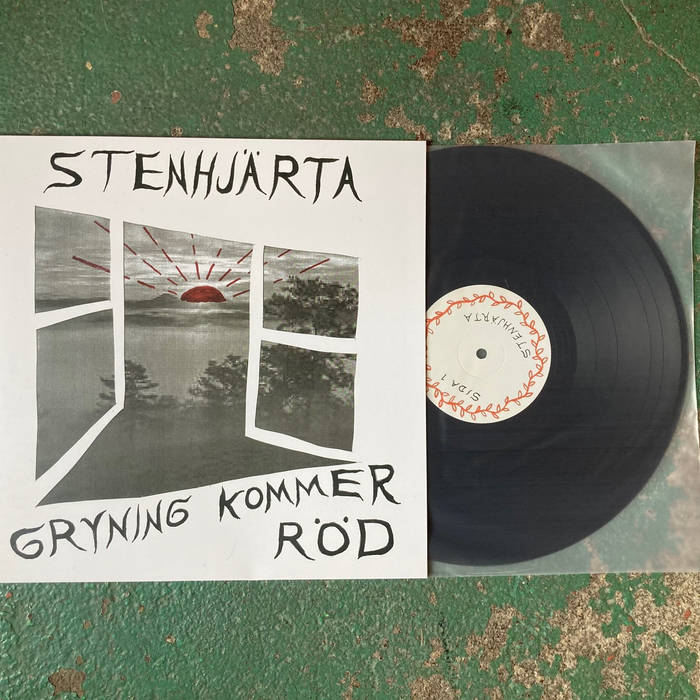 STENHJÄRTA
GRYNING KOMMER
RÖD
STENHJÄRTA
SIDA 1